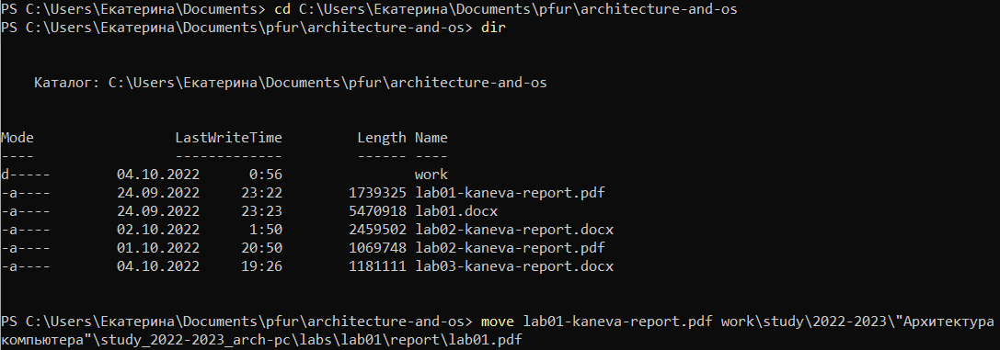 PS C:\Users\Екатерина\Documents> cd C:\Users\Екатерина\Documents\pfur\architecture-and-os
PS C:\Users\Екатерина\Documents\pfur\architecture-and-os> dir
Каталог: C:\Users\Екатерина\Documents\pfur\architecture-and-os
Mode LastWriteTime Length Name
---- ------------- ------ ----
d----- 04.10.2022 0:56 work
-a---- 24.09.2022 23:22 1739325 lab01-kaneva-report.pdf
-a---- 24.09.2022 23:23 5470918 lab01.docx
-a---- 02.10.2022 1:50 2459502 lab02-kaneva-report.docx
-a---- 01.10.2022 20:50 1069748 lab02-kaneva-report.pdf
-a---- 04.10.2022 19:26 1181111 lab03-kaneva-report.docx
PS C:\Users\Екатерина\Documents\pfur\architecture-and-os> move lab01-kaneva-report.pdf work\study\2022-2023\"Архитектура
компьютера"\study_2022-2023_arch-pc\labs\lab01\report\lab01.pdf